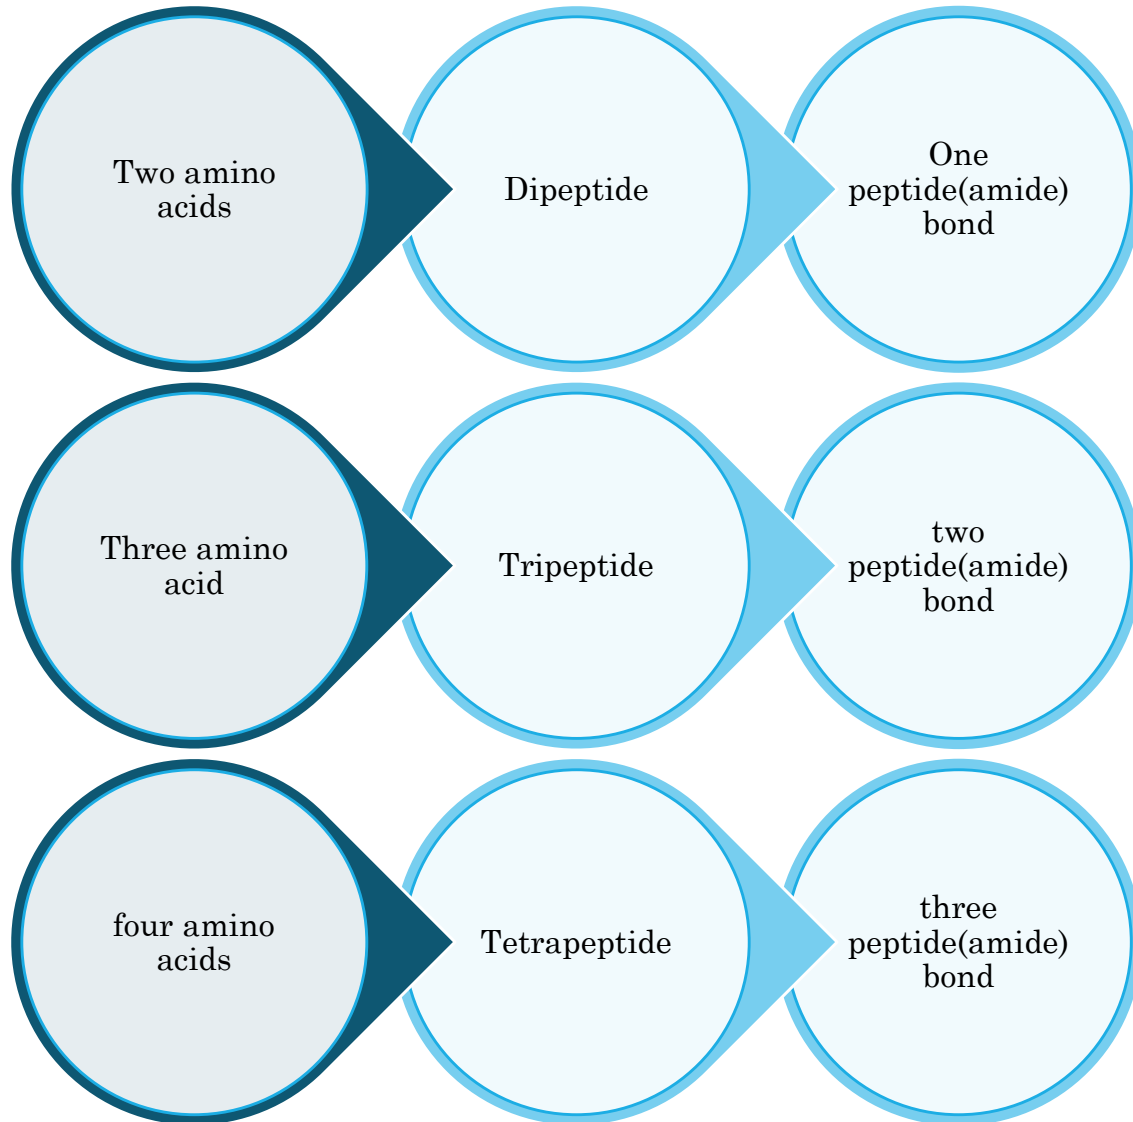 Two amino
acids
Dipeptide
One
peptide(amide)
bond
Three amino
acid
Tripeptide
two
peptide(amide)
bond
four amino
acids
Tetrapeptide
three
peptide(amide)
bond